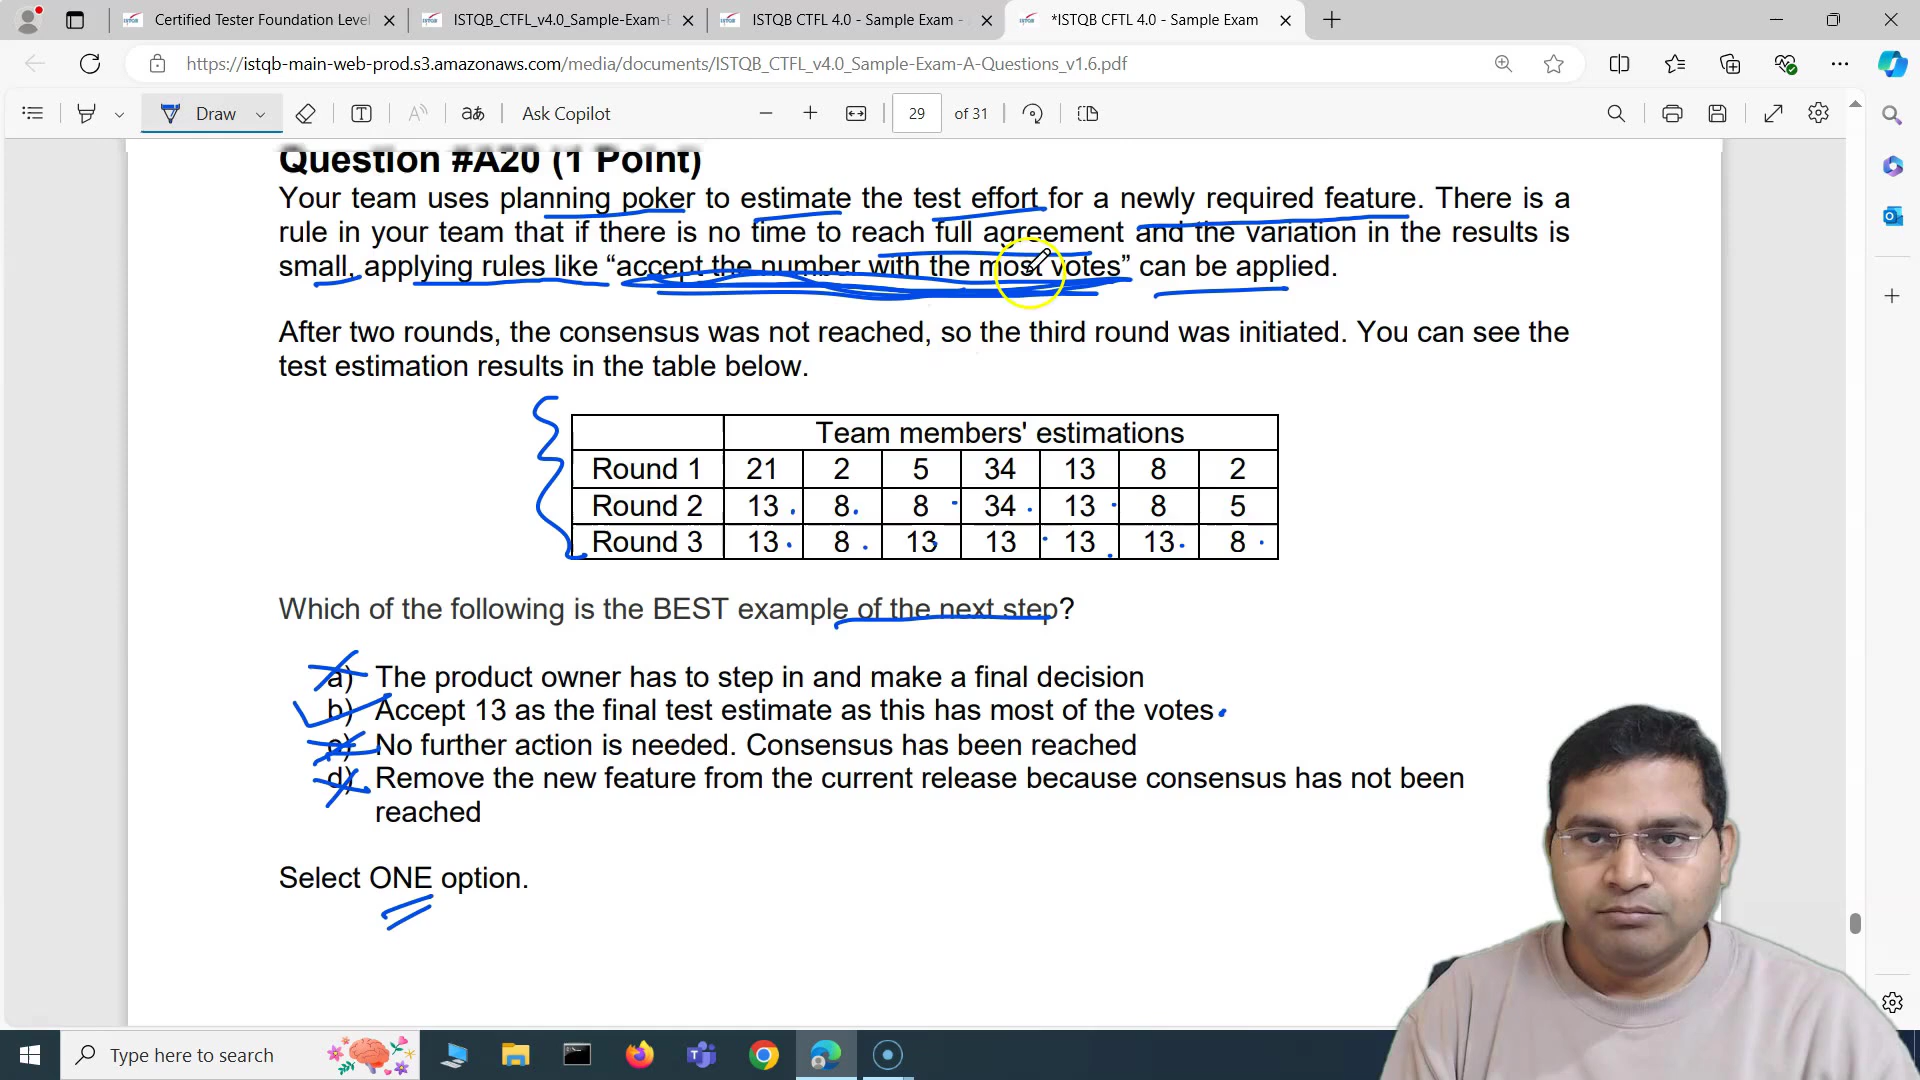 Certified Tester Foundation Level
ISTQB_CTFL_v4.0_Sample-Exam-
ISTQB CTFL 4.0 - Sample Exam -
*ISTQB CFTL 4.0 - Sample Exam
https://istqb-main-web-prod.s3.amazonaws.com/media/documents/ISTQB_CTFL_v4.0_Sample-Exam-A-Questions_v1.6.pdf
Draw
aあ
Ask Copilot
29 of 31
Question #A20 (1 Point)
Your team uses planning poker to estimate the test effort for a newly required feature. There is a
rule in your team that if there is no time to reach full agreement and the variation in the results is
small, applying rules like “accept the number with the most votes” can be applied.
After two rounds, the consensus was not reached, so the third round was initiated. You can see the
test estimation results in the table below.
Team members' estimations
Round 1 21 2 5 34 13 8 2
Round 2 13 8 8 34 13 8 5
Round 3 13 8 13 13 13 13 8
Which of the following is the BEST example of the next step?
a) The product owner has to step in and make a final decision
b) Accept 13 as the final test estimate as this has most of the votes
c) No further action is needed. Consensus has been reached
d) Remove the new feature from the current release because consensus has not been
reached
Select ONE option.
Type here to search